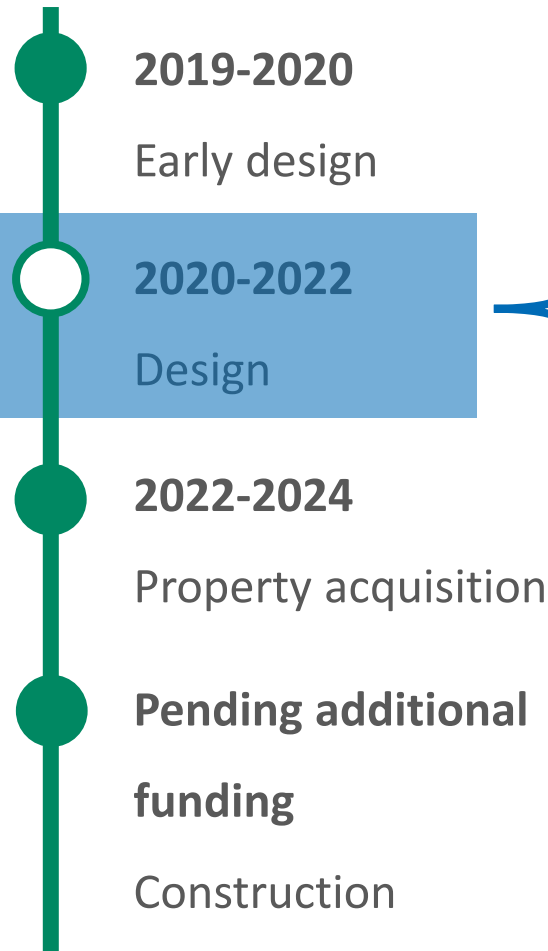 2019-2020
Early design
2020-2022
Design
2022-2024
Property acquisition
Pending additional
funding
Construction